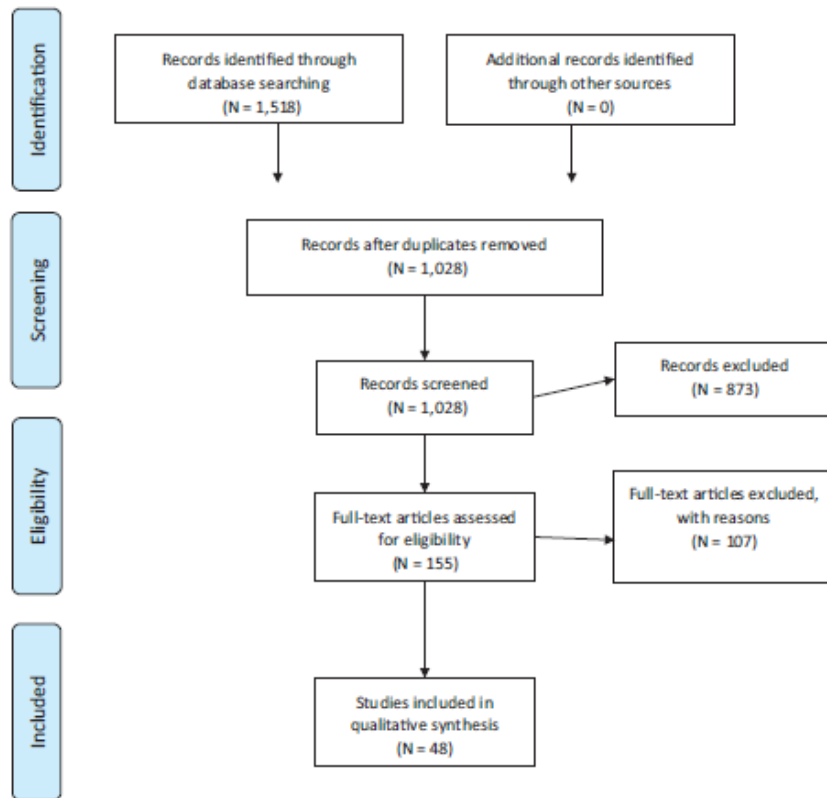 Identification
Records identified through
database searching
(N = 1,518)
Additional records identified
through other sources
(N = 0)
Screening
Records after duplicates removed
(N = 1,028)
Records screened
(N = 1,028)
Records excluded
(N = 873)
Eligibility
Full-text articles assessed
for eligibility
(N = 155)
Full-text articles excluded,
with reasons
(N = 107)
Included
Studies included in
qualitative synthesis
(N = 48)